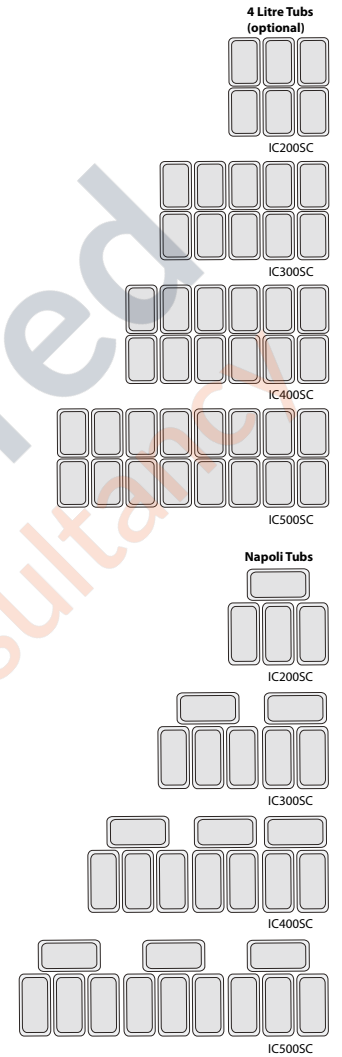 4 Litre Tubs
(optional)
IC200SC
IC300SC
IC400SC
IC500SC
Napoli Tubs
IC200SC
IC300SC
IC400SC
IC500SC